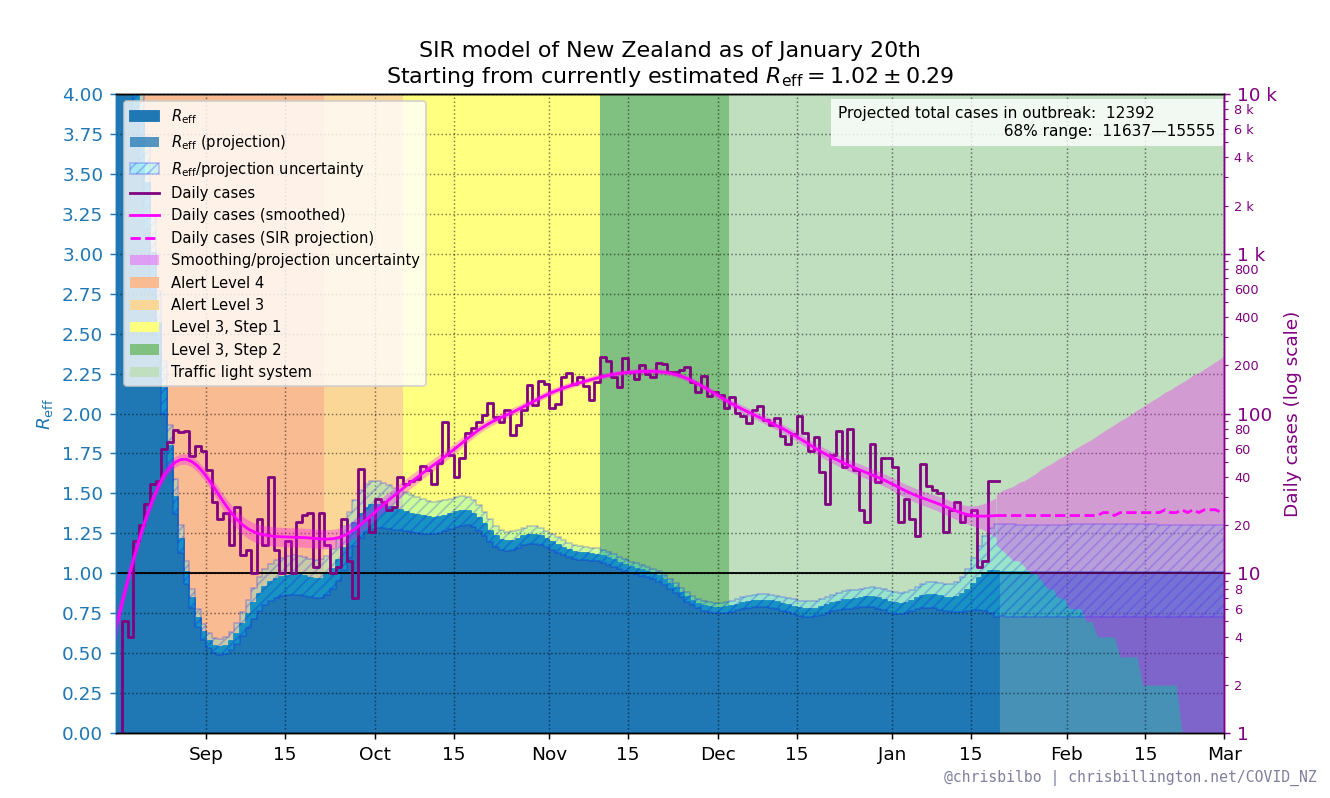 SIR model of New Zealand as of January 20th
Starting from currently estimated R_eff = 1.02 ± 0.29
Projected total cases in outbreak: 12392
68% range: 11637—15555
R_eff
R_eff (projection)
R_eff/projection uncertainty
Daily cases
Daily cases (smoothed)
Daily cases (SIR projection)
Smoothing/projection uncertainty
Alert Level 4
Alert Level 3
Level 3, Step 1
Level 3, Step 2
Traffic light system
R_eff
4.00
3.75
3.50
3.25
3.00
2.75
2.50
2.25
2.00
1.75
1.50
1.25
1.00
0.75
0.50
0.25
0.00
10 k
8 k
6 k
4 k
2 k
1 k
800
600
400
200
100
80
60
40
20
10
8
6
4
2
1
Daily cases (log scale)
Sep 15 Oct 15 Nov 15 Dec 15 Jan 15 Feb 15 Mar
@chrisbilbo | chrisbillington.net/COVID_NZ